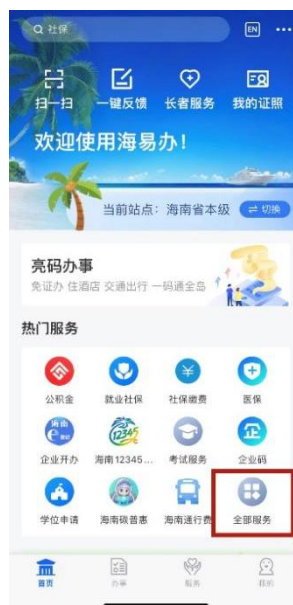 社保
EN
扫一扫 一键反馈 长者服务 我的证照
欢迎使用海易办!
当前站点：海南省本级 切换
亮码办事
免证办 住酒店 交通出行 一码通全岛
热门服务
公积金 就业社保 社保缴费 医保
企业开办 海南12345... 考试服务 企业码
学位申请 海南碳普惠 海南通行费 全部服务
首页 办事 服务 我的